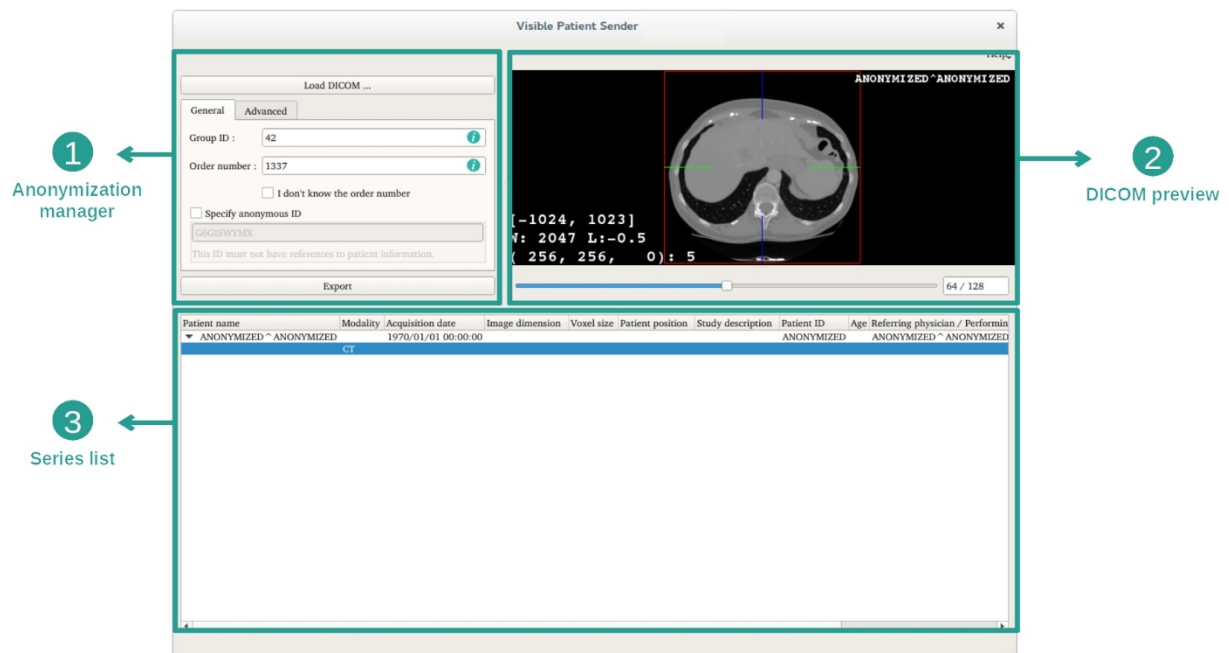 Visible Patient Sender
Help
Load DICOM ...
General Advanced
Group ID : 42
Order number : 1337
I don't know the order number
Specify anonymous ID
G6GISWYMX
This ID must not have references to patient information.
Export
1
Anonymization
manager
ANONYMIZED^ANONYMIZED
[-1024, 1023]
W: 2047 L:-0.5
( 256, 256, 0): 5
64 / 128
2
DICOM preview
Patient name Modality Acquisition date Image dimension Voxel size Patient position Study description Patient ID Age Referring physician / Performin
ANONYMIZED ^ ANONYMIZED 1970/01/01 00:00:00 ANONYMIZED ANONYMIZED ^ ANONYMIZED
CT
3
Series list